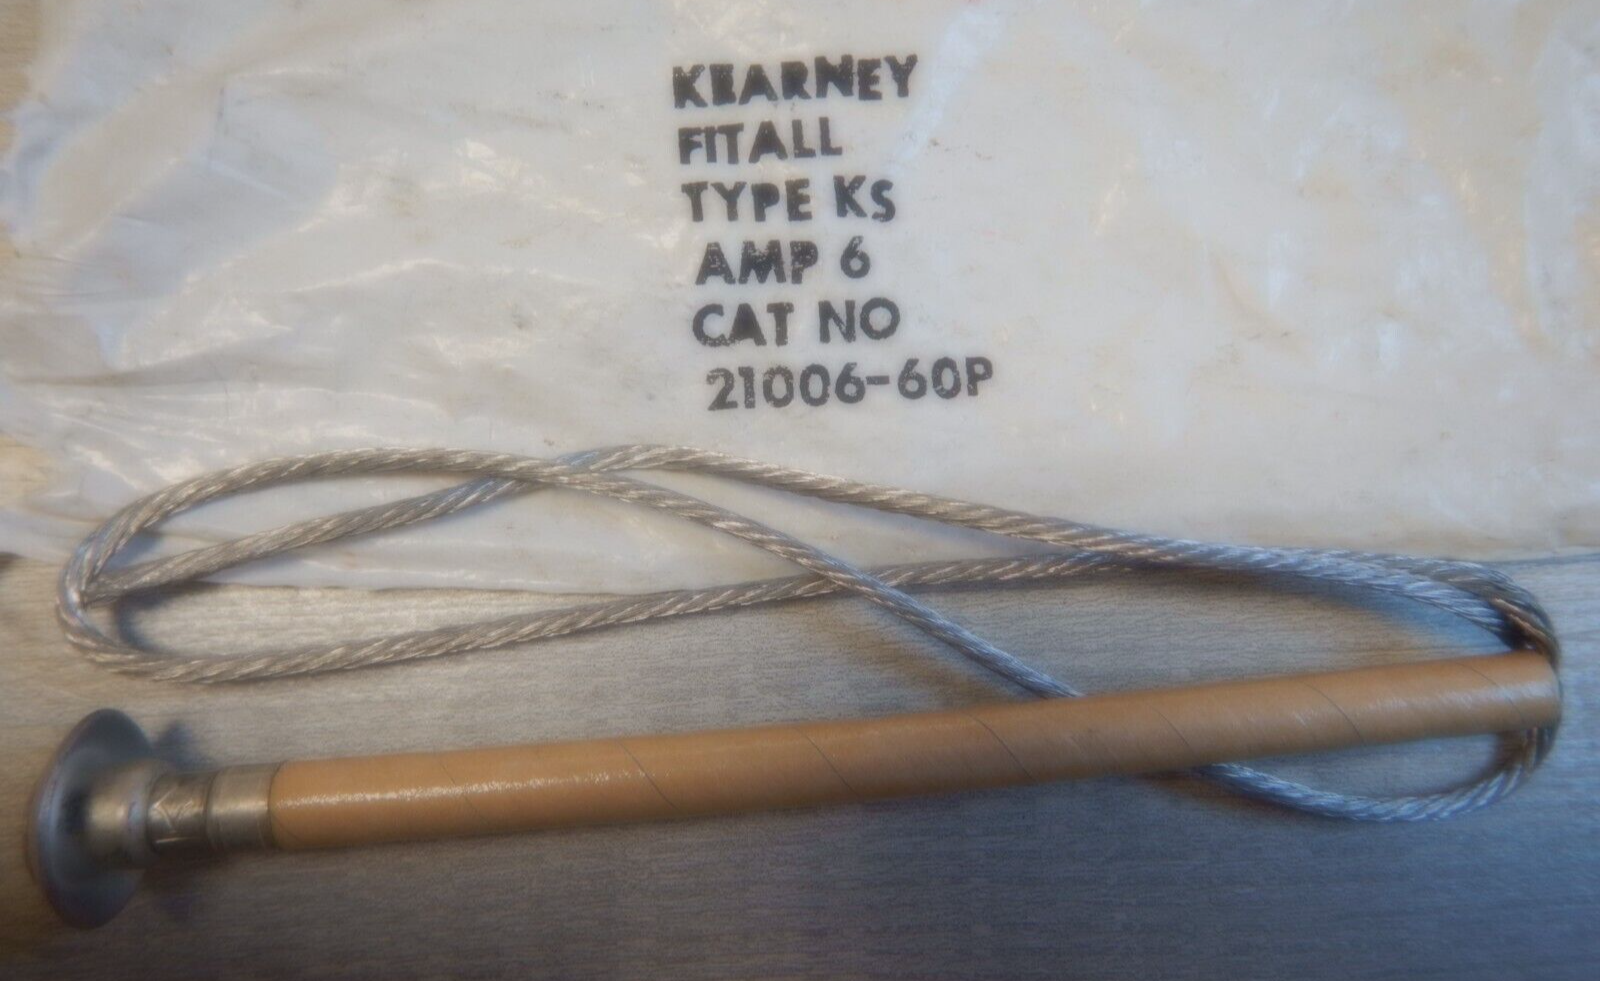 KEARNEY
FITALL
TYPE KS
AMP 6
CAT NO
21006-60P
K